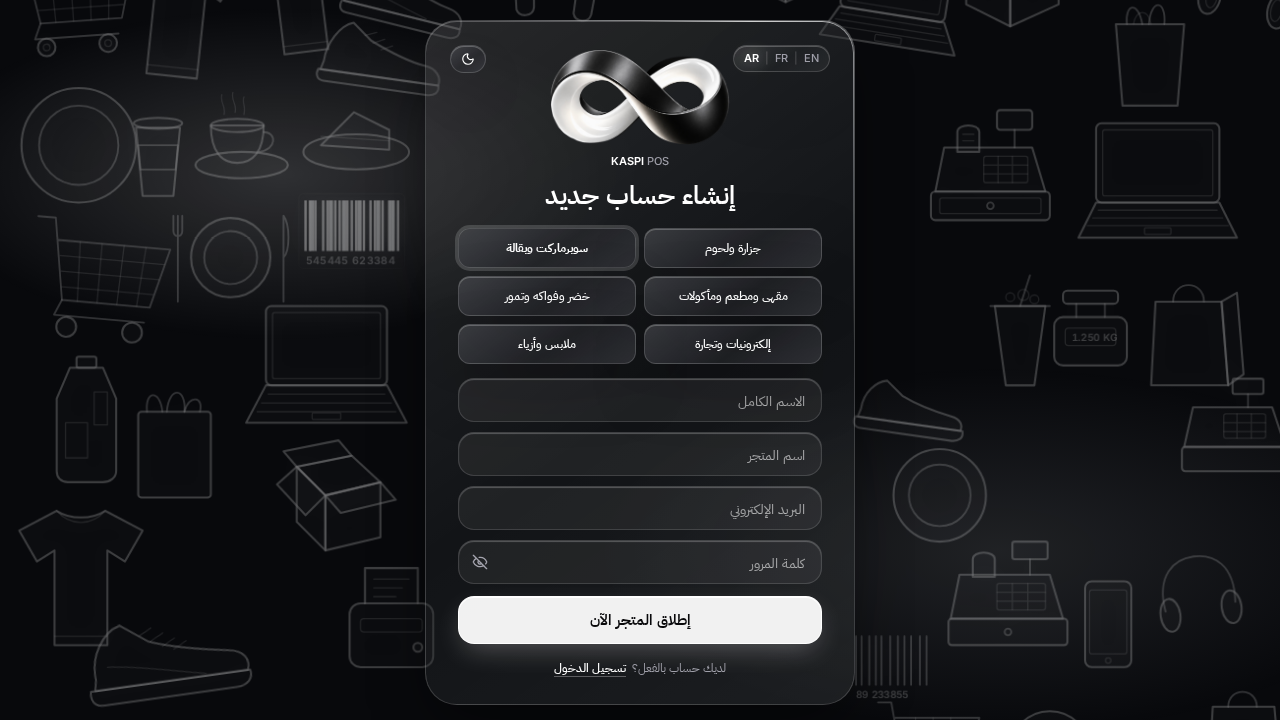 AR | FR | EN
KASPI POS
إنشاء حساب جديد
جزارة ولحوم
سوبرماركت وبقالة
مقهى ومطعم ومأكولات
خضر وفواكه وتمور
إلكترونيات وتجارة
ملابس وأزياء
الاسم الكامل
اسم المتجر
البريد الإلكتروني
كلمة المرور
إطلاق المتجر الآن
لديك حساب بالفعل؟ تسجيل الدخول
545445 623384
1.250 KG
89 233855